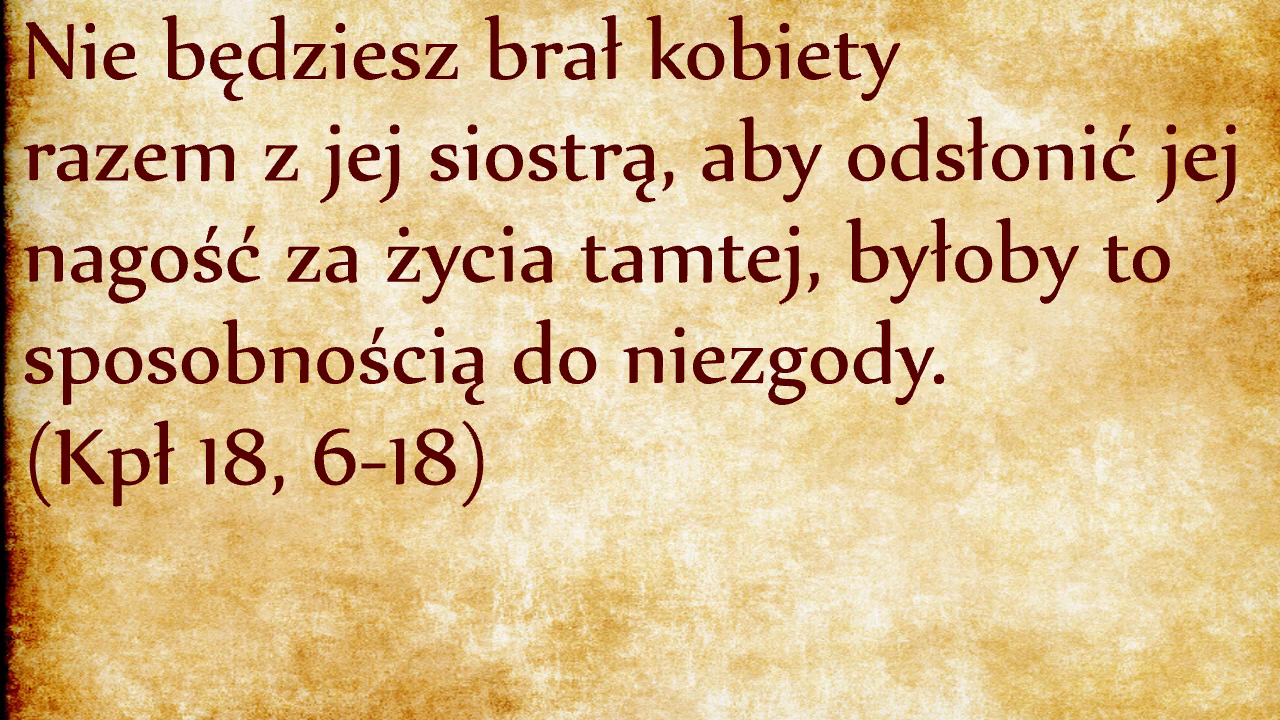 Nie będziesz brał kobiety
razem z jej siostrą, aby odsłonić jej
nagość za życia tamtej, byłoby to
sposobnością do niezgody.
(Kpł 18, 6-18)